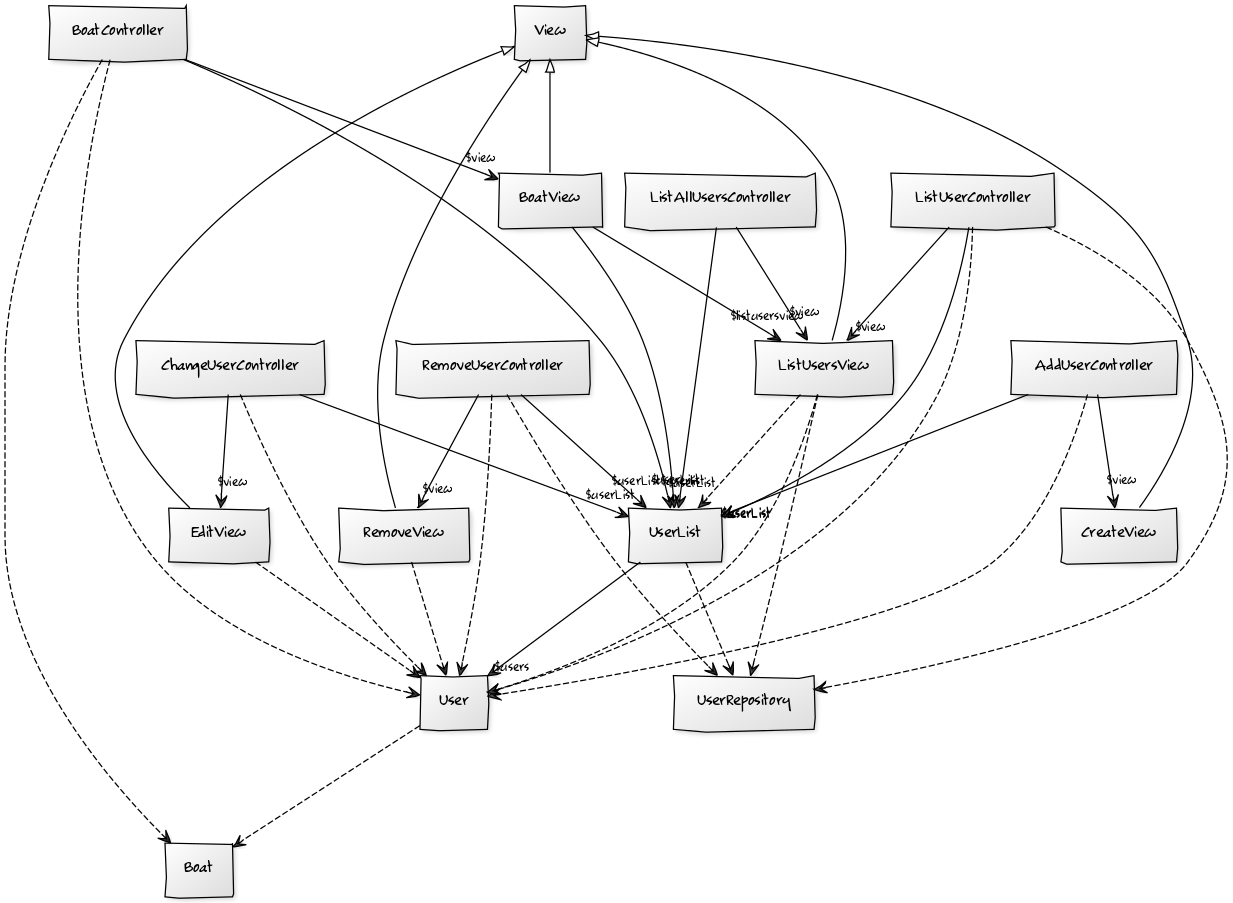 BoatController
View
$view
BoatView
ListAllUsersController
ListUserController
$listusersview
$view
$view
ChangeUserController
RemoveUserController
ListUsersView
AddUserController
$view
$view
$userList
$userList
$userList
$userList
$view
EditView
RemoveView
UserList
CreateView
$users
User
UserRepository
Boat